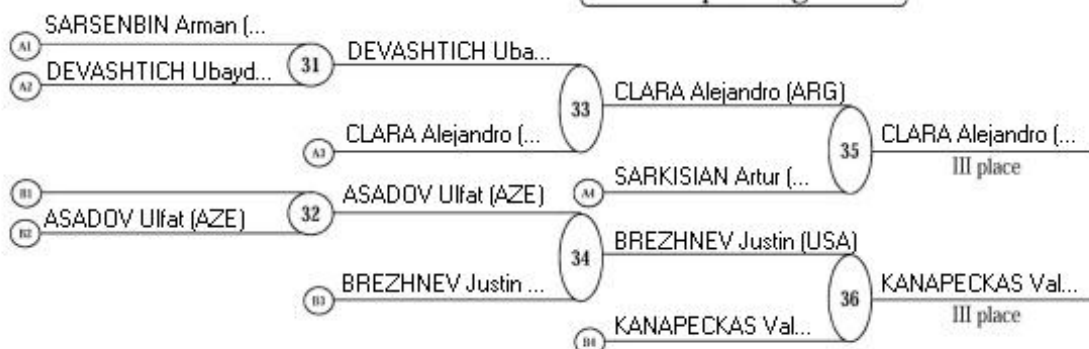 SARSENBIN Arman (...
A1
DEVASHTICH Ubayd...
A2
31
DEVASHTICH Uba...
CLARA Alejandro (...
A3
33
CLARA Alejandro (ARG)
SARKISIAN Artur (...
A4
35
CLARA Alejandro (...
III place
B1
ASADOV Ulfat (AZE)
B2
32
ASADOV Ulfat (AZE)
BREZHNEV Justin ...
B3
34
BREZHNEV Justin (USA)
KANAPECKAS Val...
B4
36
KANAPECKAS Val...
III place